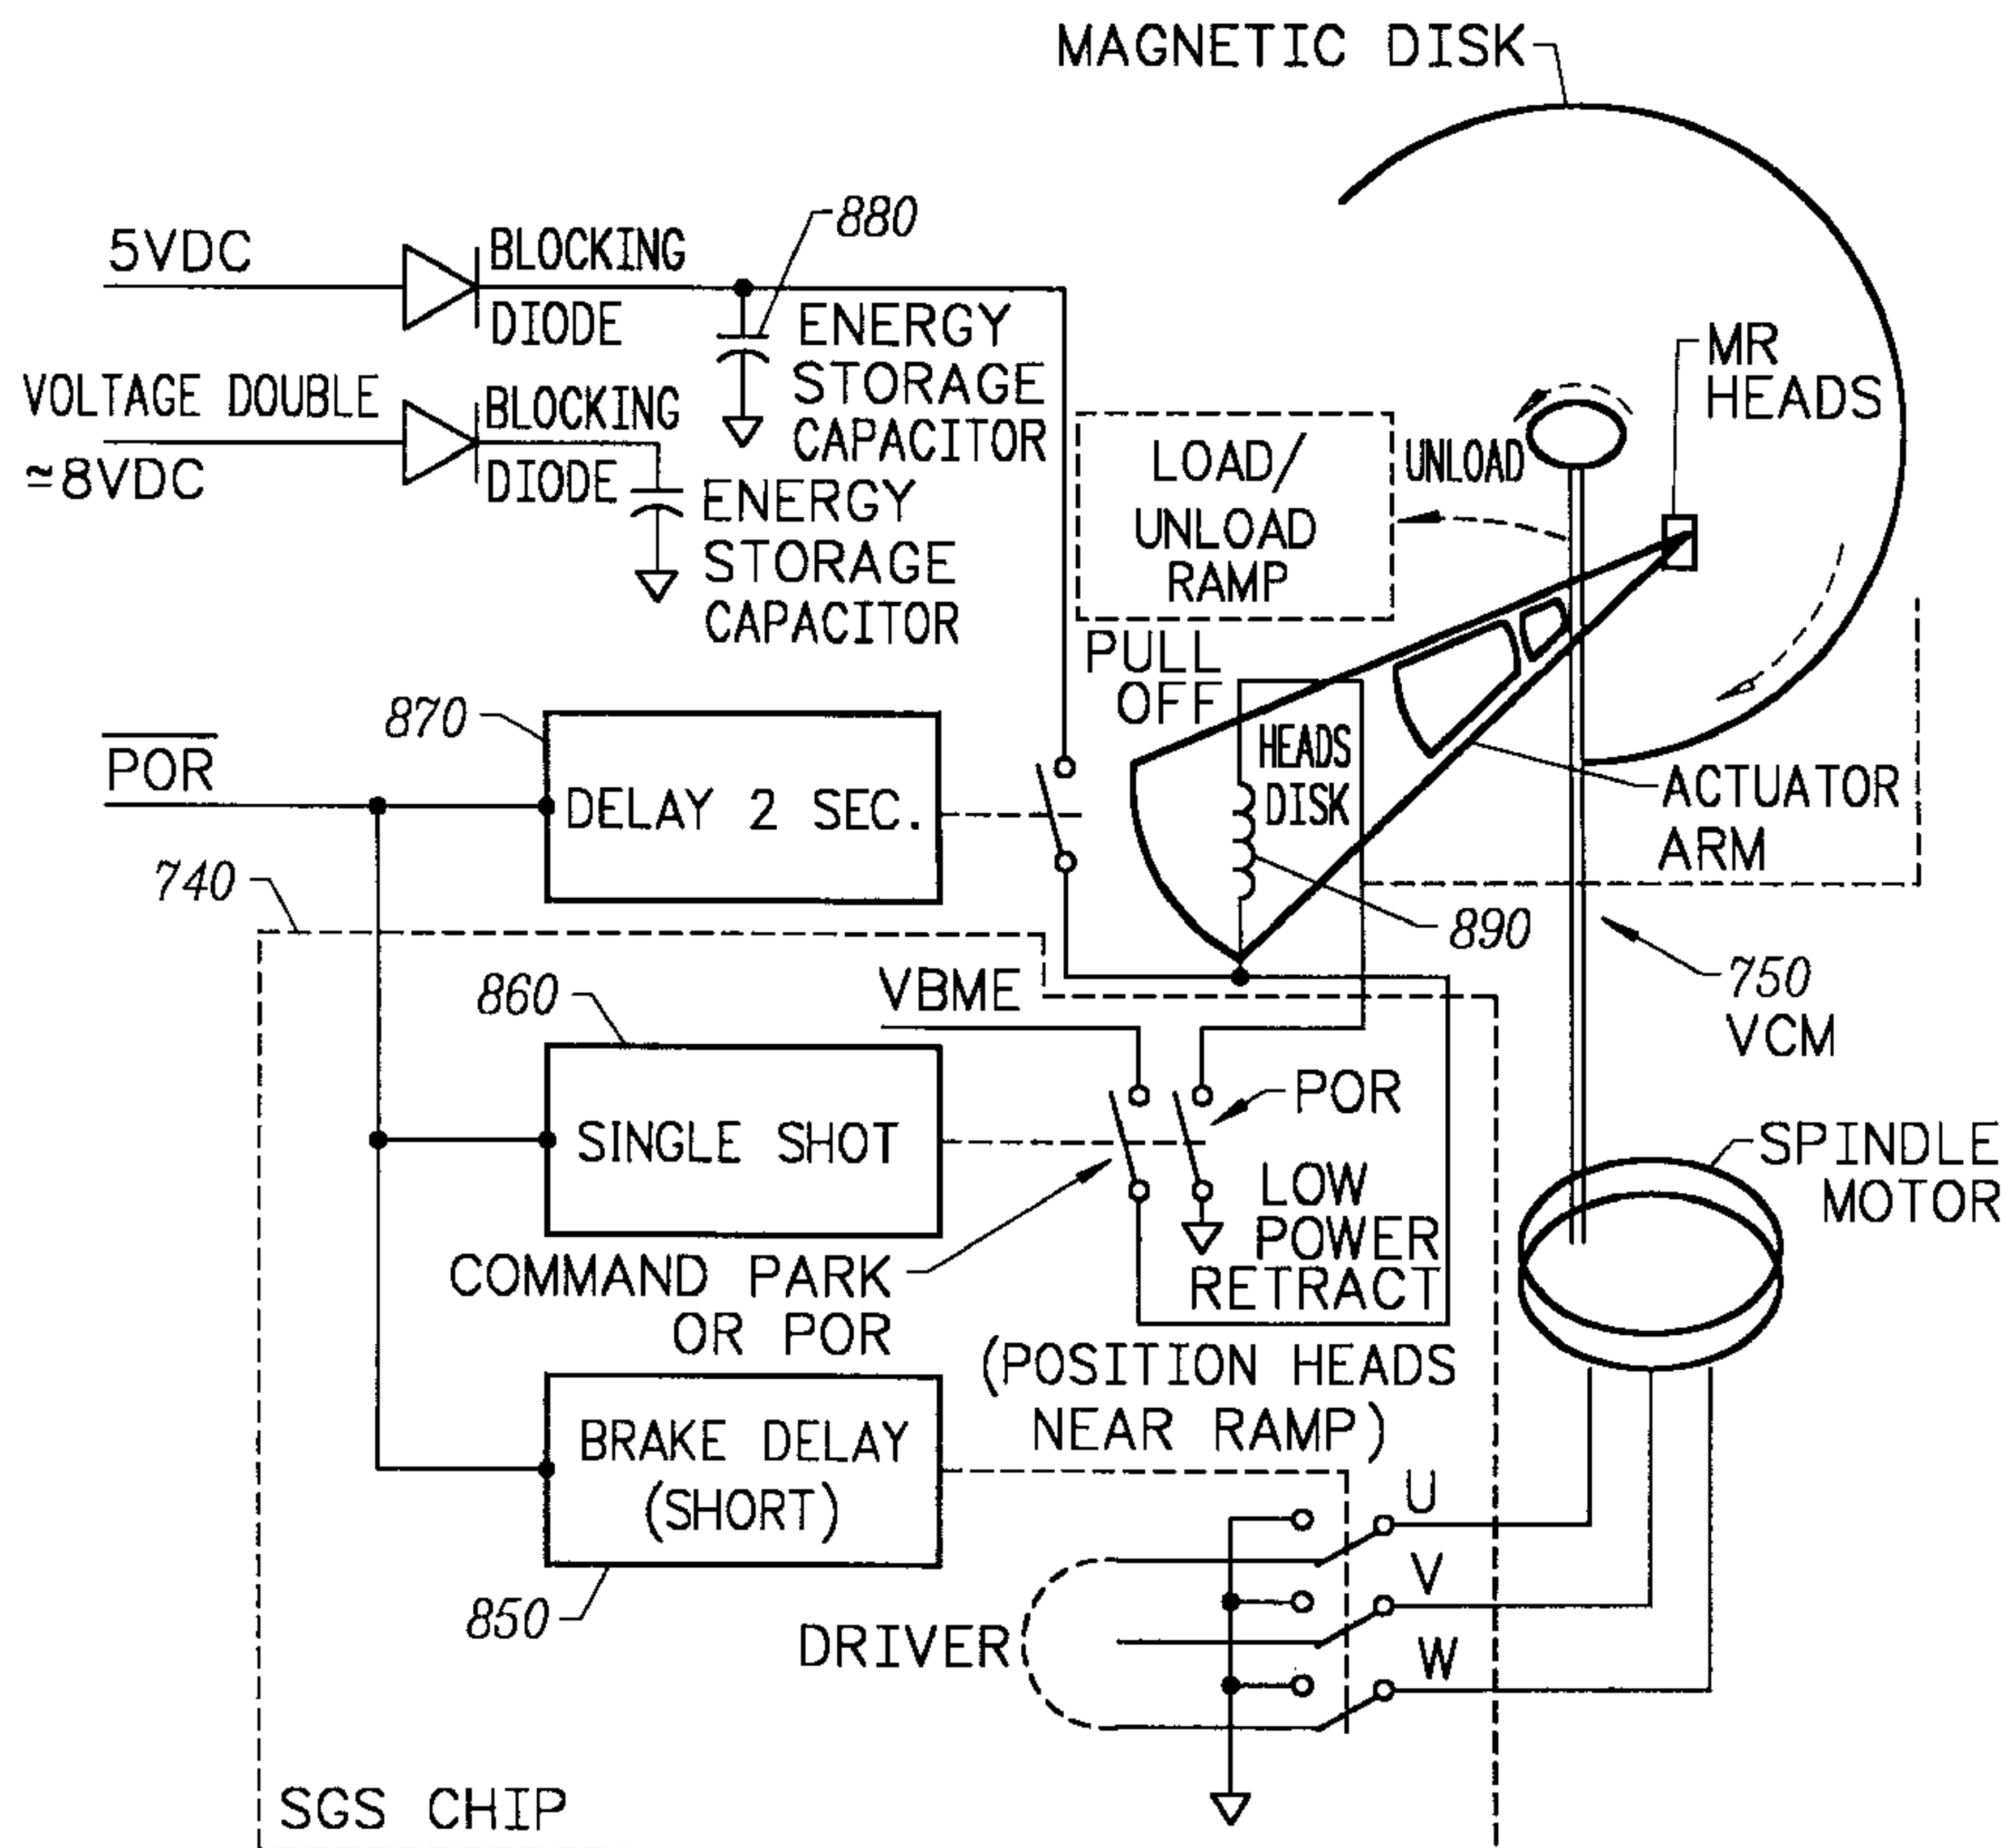 MAGNETIC DISK
880
5VDC
BLOCKING
DIODE
ENERGY
STORAGE
CAPACITOR
MR
HEADS
VOLTAGE DOUBLE
≃8VDC
BLOCKING
DIODE
ENERGY
STORAGE
CAPACITOR
LOAD/
UNLOAD
RAMP
UNLOAD
PULL
OFF
HEADS
DISK
870
POR
DELAY 2 SEC.
ACTUATOR
ARM
740
890
750
VCM
860
VBME
SINGLE SHOT
POR
LOW
POWER
RETRACT
SPINDLE
MOTOR
COMMAND PARK
OR POR
(POSITION HEADS
NEAR RAMP)
BRAKE DELAY
(SHORT)
850
U
V
W
DRIVER
SGS CHIP